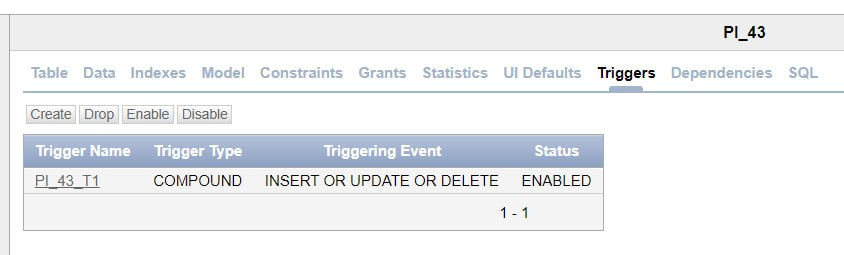 PI_43
Table Data Indexes Model Constraints Grants Statistics UI Defaults Triggers Dependencies SQL
Create Drop Enable Disable
Trigger Name Trigger Type Triggering Event Status
PI_43_T1 COMPOUND INSERT OR UPDATE OR DELETE ENABLED
1 - 1